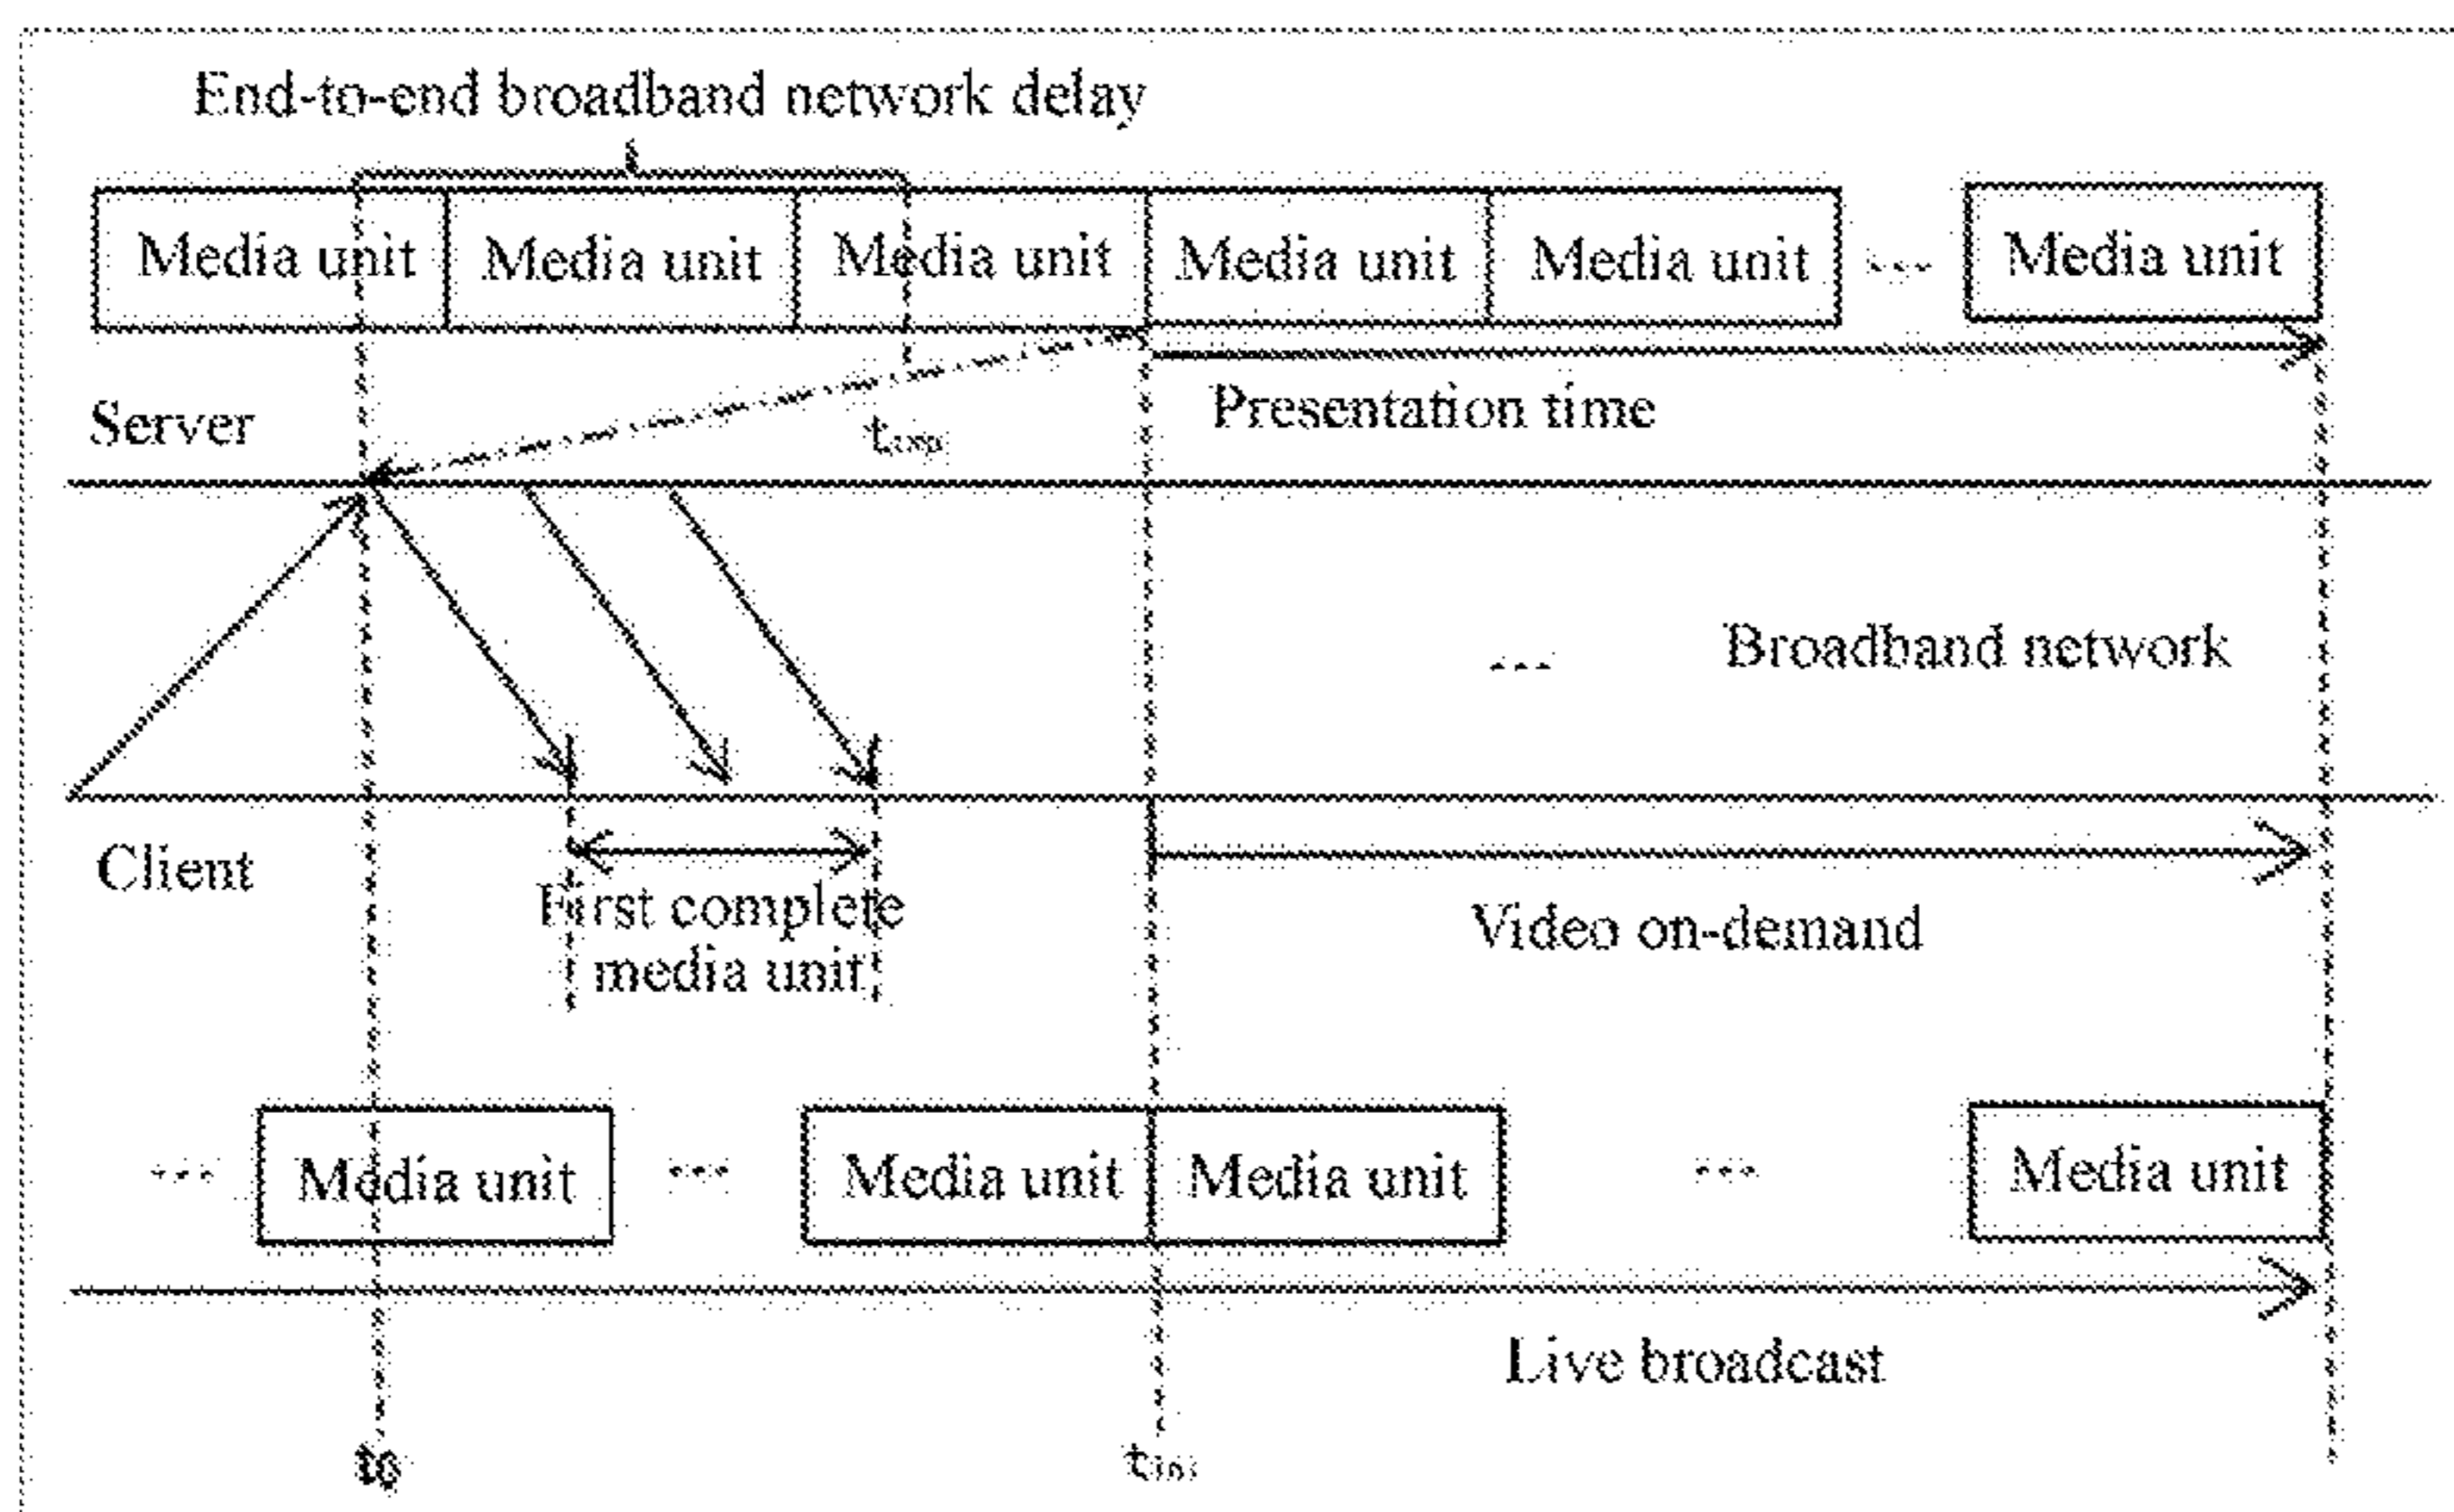 End-to-end broadband network delay
Media unit Media unit Media unit Media unit Media unit ... Media unit
Server
Presentation time
... Broadband network
Client
First complete
media unit
Video on-demand
... Media unit ... Media unit Media unit ... Media unit
Live broadcast